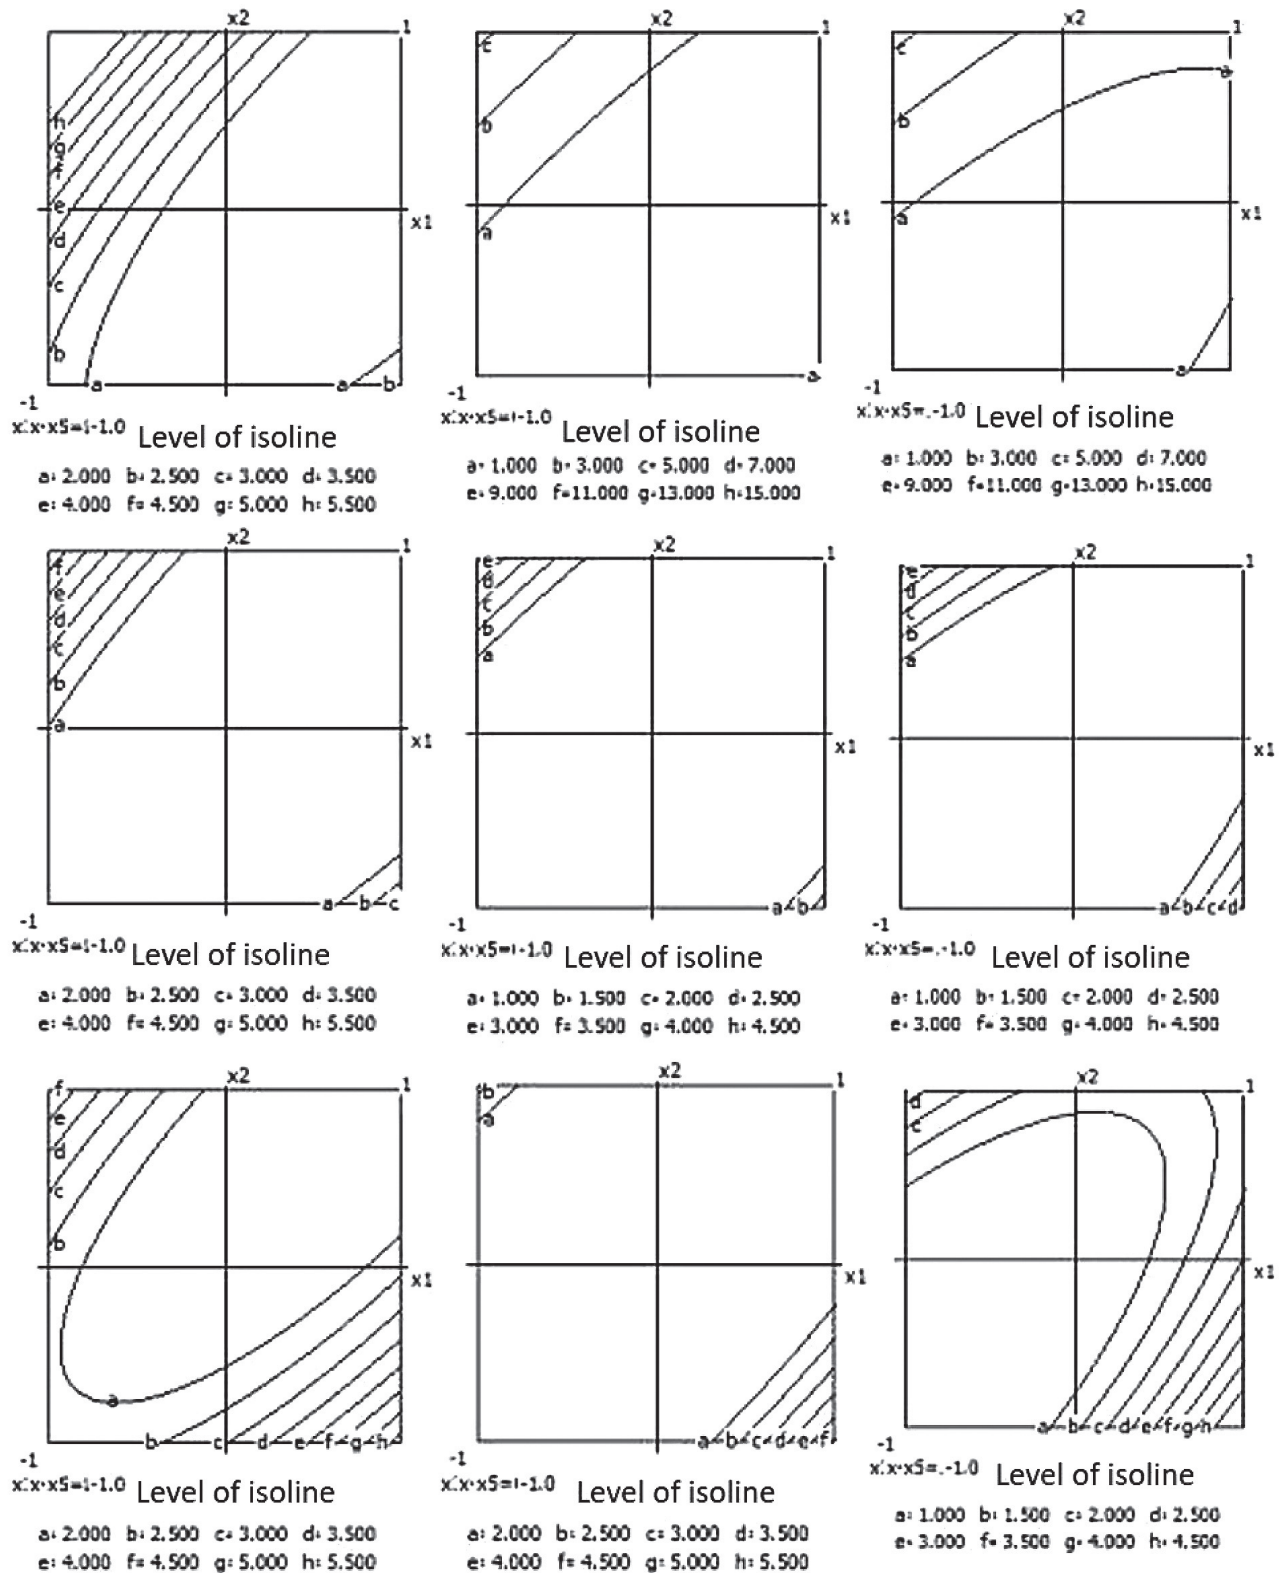 x2
1
h
g
f
e
x1
d
c
b
a a b
-1
Level of isoline
a: 2.000 b: 2.500 c: 3.000 d: 3.500
e: 4.000 f: 4.500 g: 5.000 h: 5.500
x2
1
c
b
x1
a
a
-1
Level of isoline
a: 1.000 b: 3.000 c: 5.000 d: 7.000
e: 9.000 f: 11.000 g: 13.000 h: 15.000
x2
1
c
a
b
x1
a
a
-1
Level of isoline
a: 1.000 b: 3.000 c: 5.000 d: 7.000
e: 9.000 f: 11.000 g: 13.000 h: 15.000
x2
1
f
e
d
c
b
a
x1
a b c
-1
Level of isoline
a: 2.000 b: 2.500 c: 3.000 d: 3.500
e: 4.000 f: 4.500 g: 5.000 h: 5.500
x2
1
e
d
c
b
a
x1
a b
-1
Level of isoline
a: 1.000 b: 1.500 c: 2.000 d: 2.500
e: 3.000 f: 3.500 g: 4.000 h: 4.500
x2
1
e
d
c
b
a
x1
a b c d
-1
Level of isoline
a: 1.000 b: 1.500 c: 2.000 d: 2.500
e: 3.000 f: 3.500 g: 4.000 h: 4.500
x2
1
f
e
d
c
b
x1
a
b c d e f g h
-1
Level of isoline
a: 2.000 b: 2.500 c: 3.000 d: 3.500
e: 4.000 f: 4.500 g: 5.000 h: 5.500
x2
1
b
a
x1
a b c d e f
-1
Level of isoline
a: 2.000 b: 2.500 c: 3.000 d: 3.500
e: 4.000 f: 4.500 g: 5.000 h: 5.500
x2
1
d
c
x1
a b c d e f g h
-1
Level of isoline
a: 1.000 b: 1.500 c: 2.000 d: 2.500
e: 3.000 f: 3.500 g: 4.000 h: 4.500